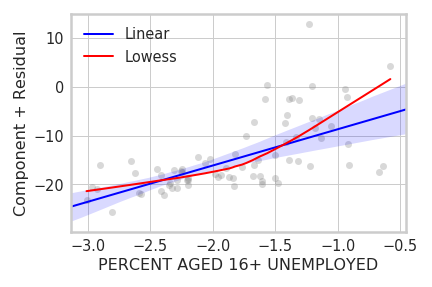 Linear
Lowess
10
0
−10
−20
Component + Residual
−3.0 −2.5 −2.0 −1.5 −1.0 −0.5
PERCENT AGED 16+ UNEMPLOYED